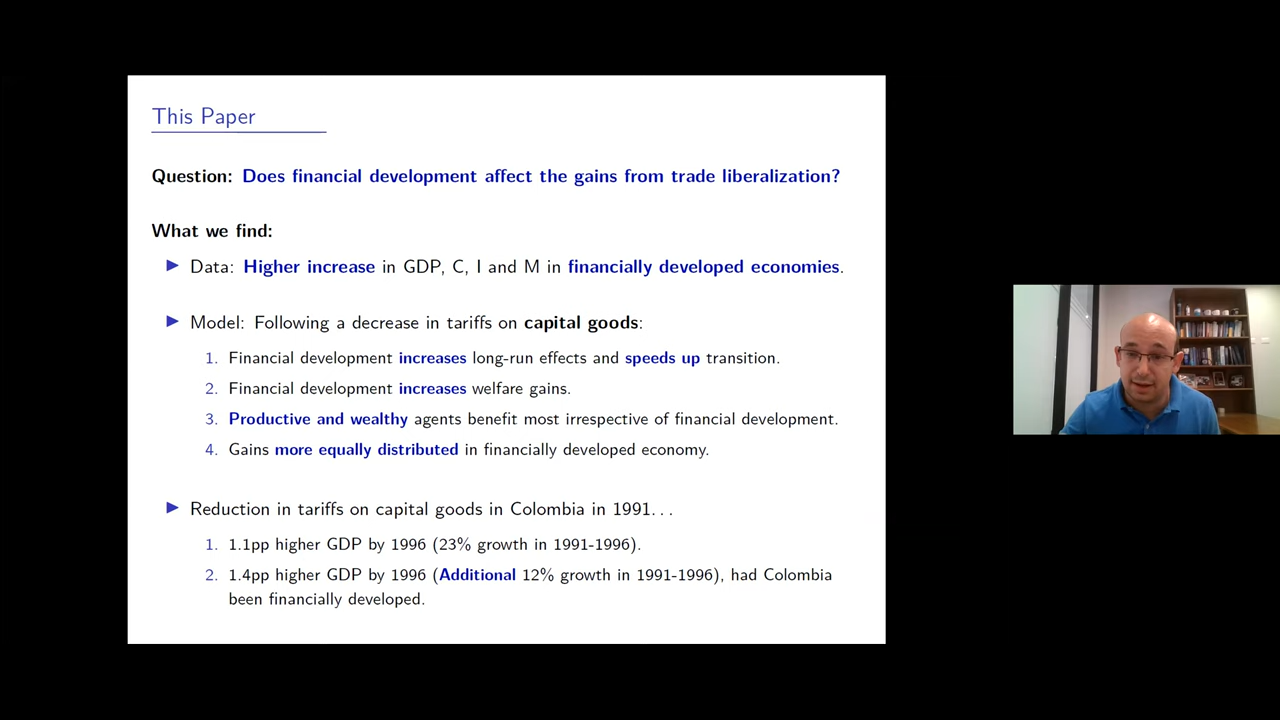 This Paper
Question: Does financial development affect the gains from trade liberalization?
What we find:
▶ Data: Higher increase in GDP, C, I and M in financially developed economies.
▶ Model: Following a decrease in tariffs on capital goods:
1. Financial development increases long-run effects and speeds up transition.
2. Financial development increases welfare gains.
3. Productive and wealthy agents benefit most irrespective of financial development.
4. Gains more equally distributed in financially developed economy.
▶ Reduction in tariffs on capital goods in Colombia in 1991...
1. 1.1pp higher GDP by 1996 (23% growth in 1991-1996).
2. 1.4pp higher GDP by 1996 (Additional 12% growth in 1991-1996), had Colombia
been financially developed.